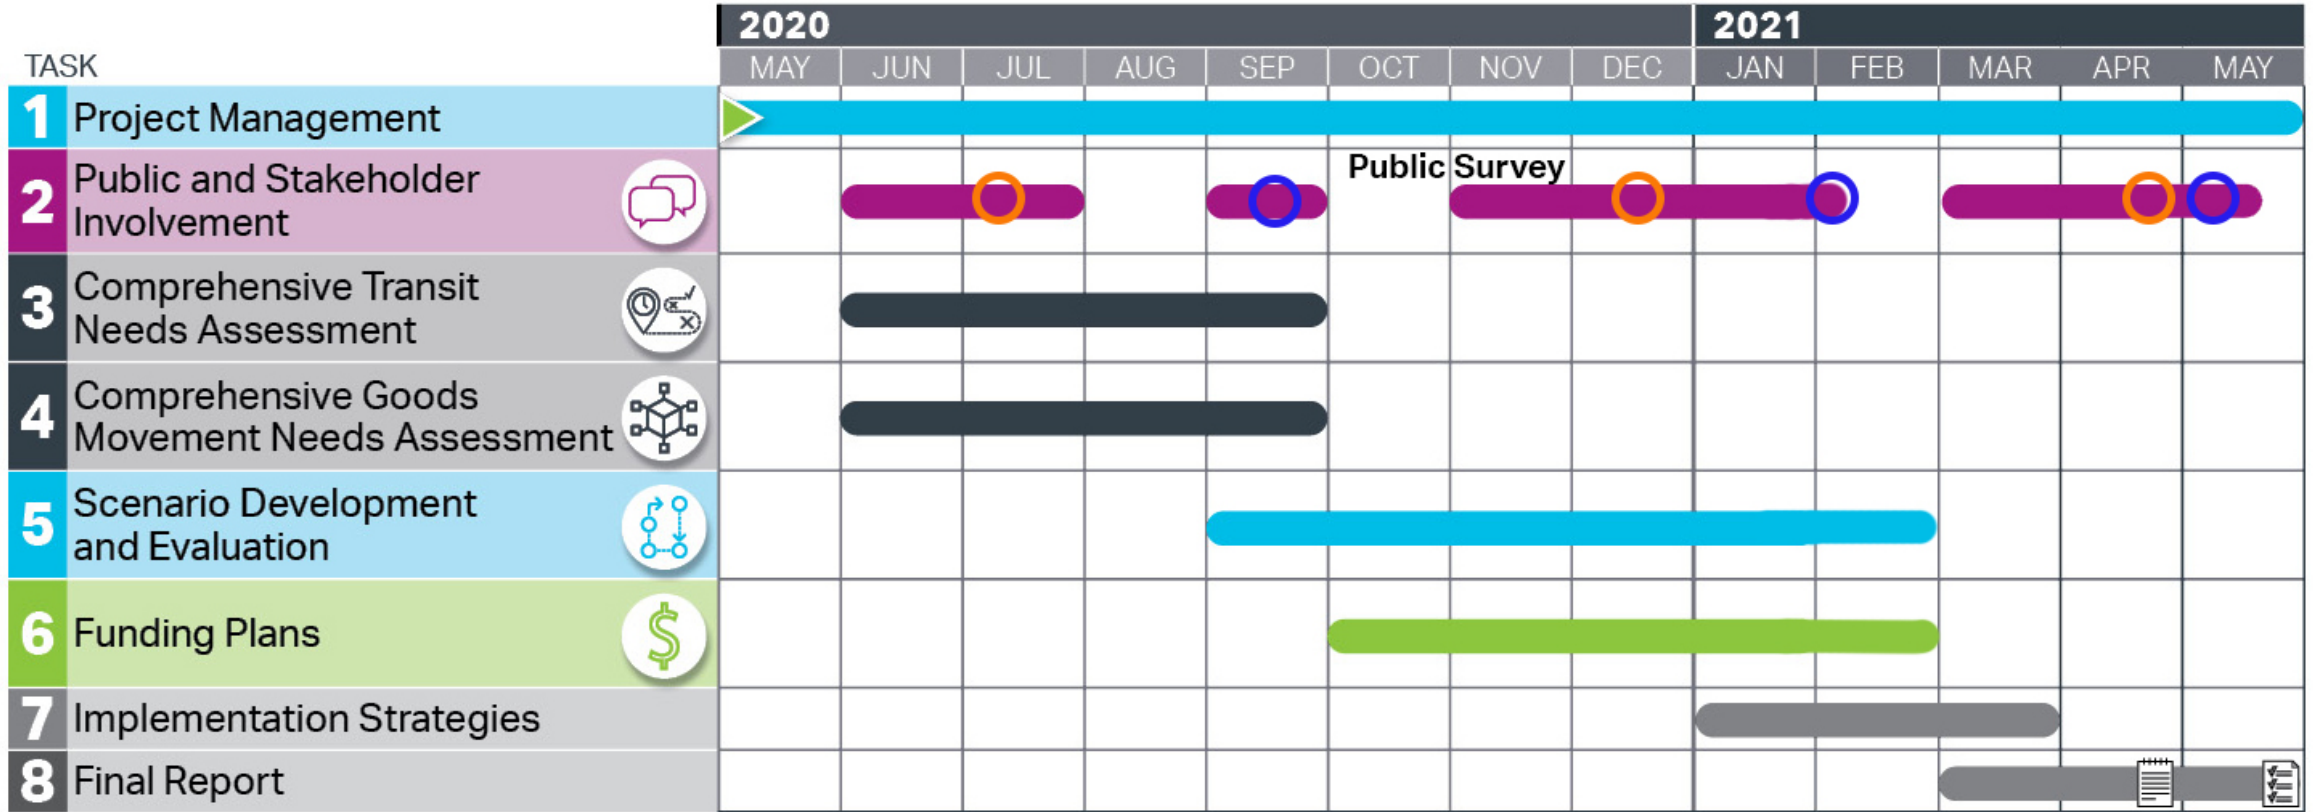 2020 2021
TASK MAY JUN JUL AUG SEP OCT NOV DEC JAN FEB MAR APR MAY
1 Project Management
Public Survey
2 Public and Stakeholder
Involvement
3 Comprehensive Transit
Needs Assessment
4 Comprehensive Goods
Movement Needs Assessment
5 Scenario Development
and Evaluation
6 Funding Plans
$
7 Implementation Strategies
8 Final Report